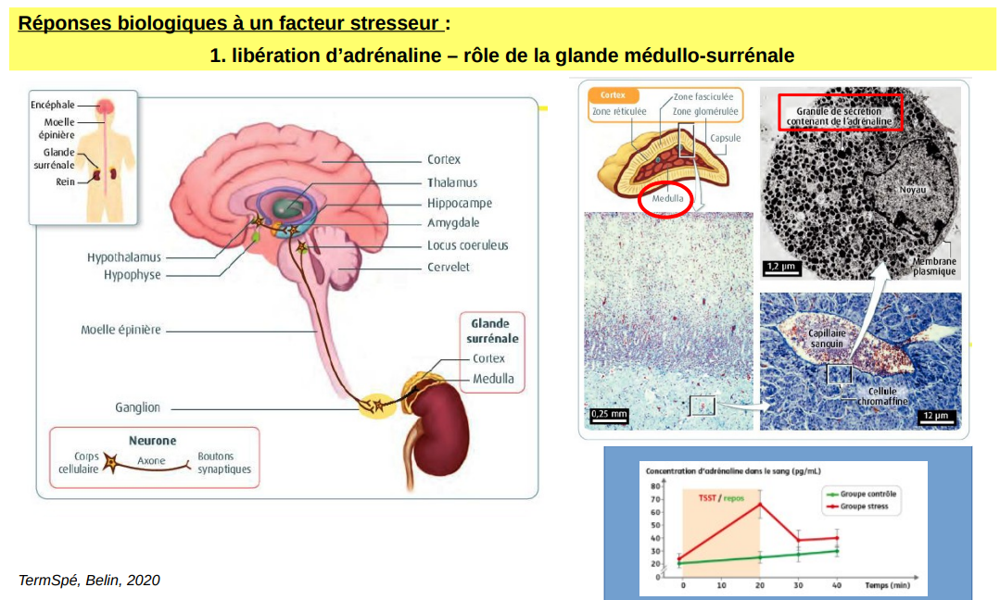 Réponses biologiques à un facteur stresseur :
1. libération d'adrénaline – rôle de la glande médullo-surrénale
Encéphale
Moelle
épinière
Glande
surrénale
Rein
Cortex
Thalamus
Hippocampe
Amygdale
Locus coeruleus
Cervelet
Hypothalamus
Hypophyse
Moelle épinière
Glande
surrénale
Cortex
Medulla
Ganglion
Neurone
Corps
cellulaire
Axone
Boutons
synaptiques
Cortex
Zone fasciculée
Zone réticulée
Zone glomérulée
Capsule
Medulla
0,25 mm
Granule de sécrétion
contenant de l'adrénaline
Noyau
Membrane
plasmique
1,2 µm
Capillaire
sanguin
Cellule
chromaffine
12 µm
Concentration d'adrénaline dans le sang (pg/mL)
80
70
60
50
40
30
20
0
TSST / repos
Groupe contrôle
Groupe stress
0 10 20 30 40 Temps (min)
TermSpé, Belin, 2020